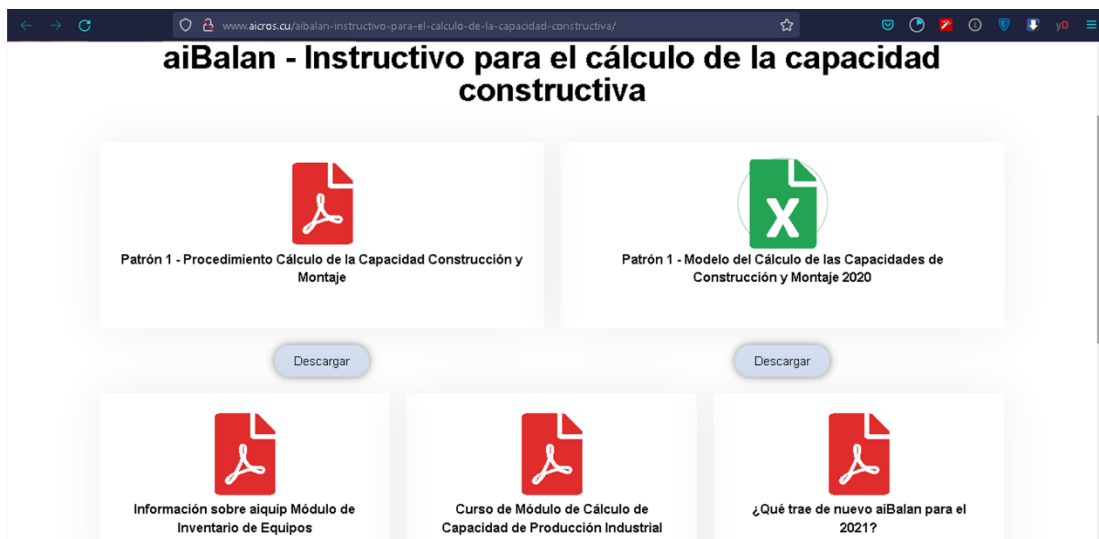 www.aicros.cu/aibalan-instructivo-para-el-calculo-de-la-capacidad-constructiva/
yD
aiBalan - Instructivo para el cálculo de la capacidad
constructiva
Patrón 1 - Procedimiento Cálculo de la Capacidad Construcción y
Montaje
X
Patrón 1 - Modelo del Cálculo de las Capacidades de
Construcción y Montaje 2020
Descargar
Descargar
Información sobre aiquip Módulo de
Inventario de Equipos
Curso de Módulo de Cálculo de
Capacidad de Producción Industrial
¿Qué trae de nuevo aiBalan para el
2021?